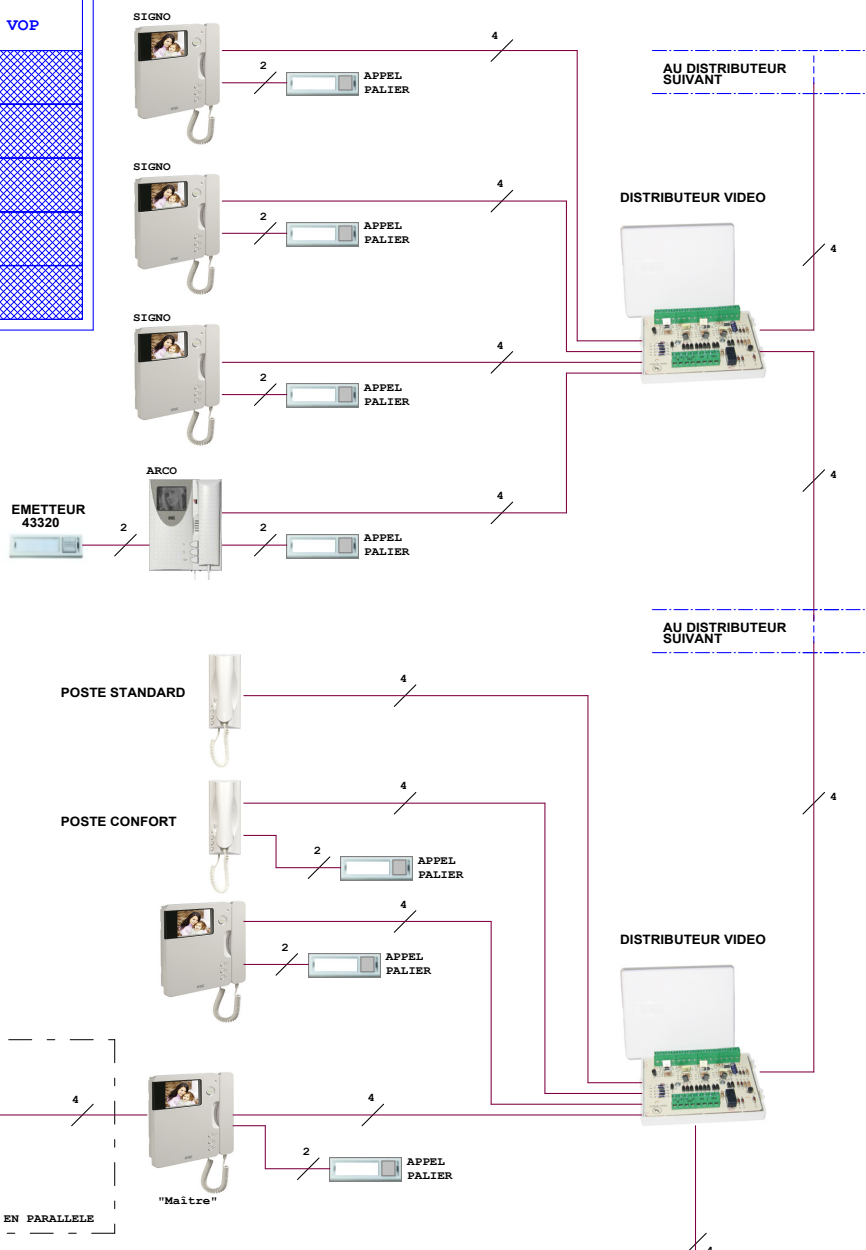 VOP
SIGNO
4
2
APPEL
PALIER
AU DISTRIBUTEUR
SUIVANT
SIGNO
4
2
APPEL
PALIER
DISTRIBUTEUR VIDEO
4
SIGNO
4
2
APPEL
PALIER
ARCO
4
4
EMETTEUR
43320
2
2
APPEL
PALIER
AU DISTRIBUTEUR
SUIVANT
POSTE STANDARD
4
POSTE CONFORT
4
4
2
APPEL
PALIER
4
2
APPEL
PALIER
DISTRIBUTEUR VIDEO
4
4
2
APPEL
PALIER
"Maître"
EN PARALLELE
4